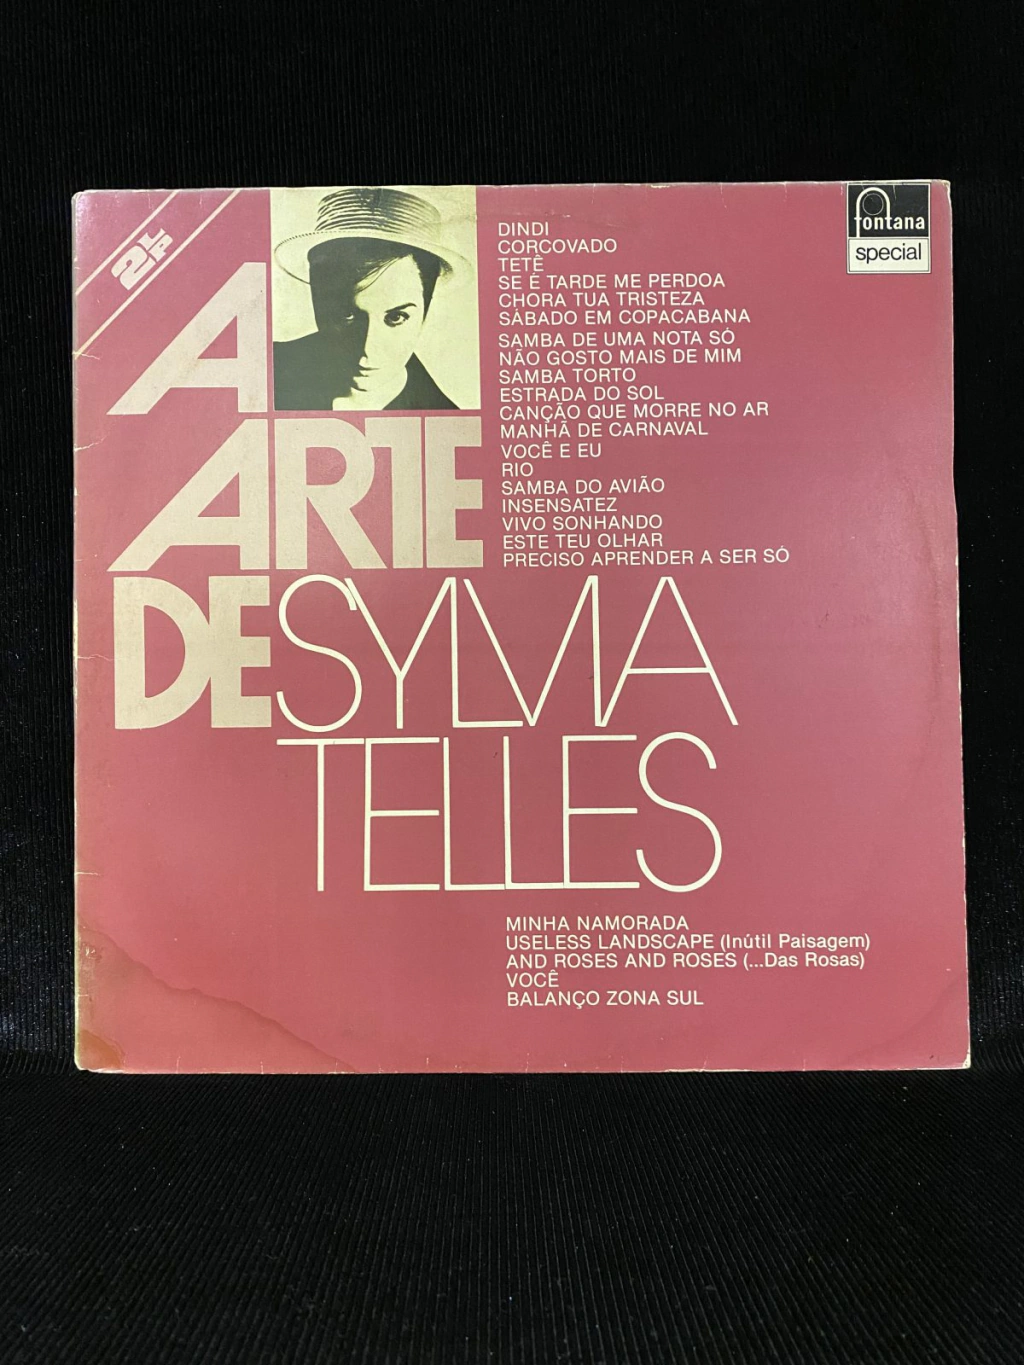 2LP
A
ARTE
DE SYLVIA
TELLES
fontana
special
DINDI
CORCOVADO
TETÊ
SE É TARDE ME PERDOA
CHORA TUA TRISTEZA
SÁBADO EM COPACABANA
SAMBA DE UMA NOTA SÓ
NÃO GOSTO MAIS DE MIM
SAMBA TORTO
ESTRADA DO SOL
CANÇÃO QUE MORRE NO AR
MANHÃ DE CARNAVAL
VOCÊ E EU
RIO
SAMBA DO AVIÃO
INSENSATEZ
VIVO SONHANDO
ESTE TEU OLHAR
PRECISO APRENDER A SER SÓ
MINHA NAMORADA
USELESS LANDSCAPE (Inútil Paisagem)
AND ROSES AND ROSES (...Das Rosas)
VOCÊ
BALANÇO ZONA SUL